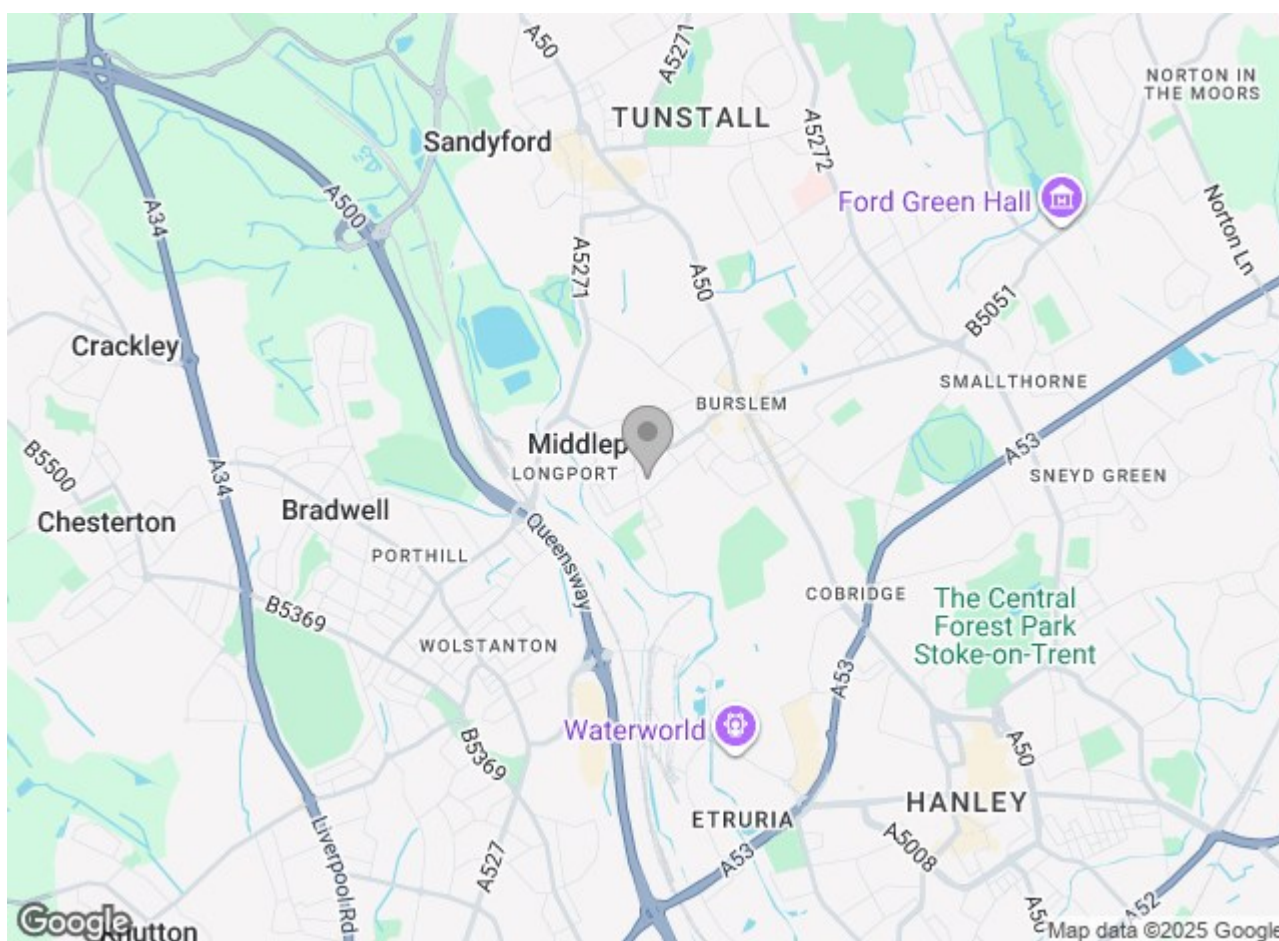 A50
A5271
NORTON IN
THE MOORS
TUNSTALL
A5272
Sandyford
A500
A34
Ford Green Hall
Norton Ln
A5271
A50
B5051
Crackley
SMALLTHORNE
BURSLEM
Middlep
LONGPORT
A53
SNEYD GREEN
B5500
A34
Bradwell
Chesterton
PORTHILL
Queensway
COBRIDGE
The Central
Forest Park
Stoke-on-Trent
B5369
WOLSTANTON
A53
Waterworld
A50
B5369
HANLEY
ETRURIA
A5008
Liverpool Rd
A527
A53
A52
Google
Knutton
Map data ©2025 Google